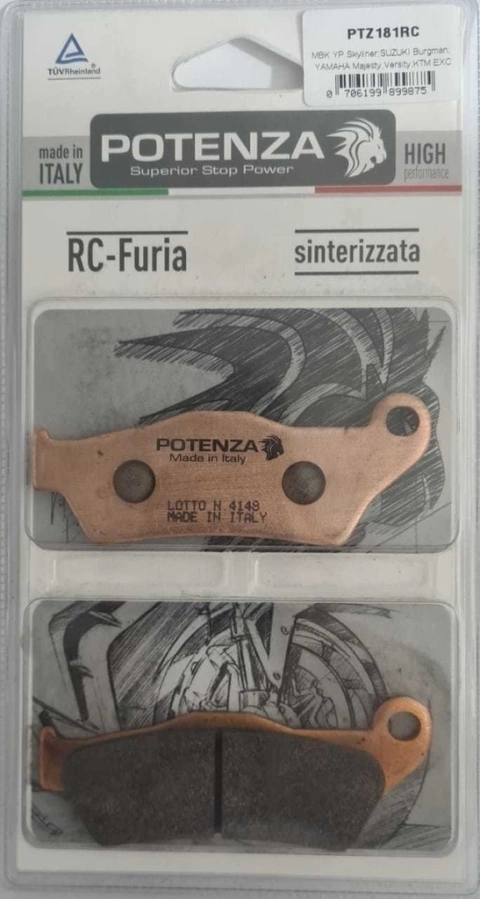 PTZ181RC
MBK YP Skyliner;SUZUKI Burgman;
YAMAHA Majesty,Versity;KTM EXC
0 706199 899875
TÜVRheinland
made in
ITALY
POTENZA
Superior Stop Power
HIGH
performance
RC-Furia
sinterizzata
POTENZA
Made in Italy
LOTTO N 4148
MADE IN ITALY